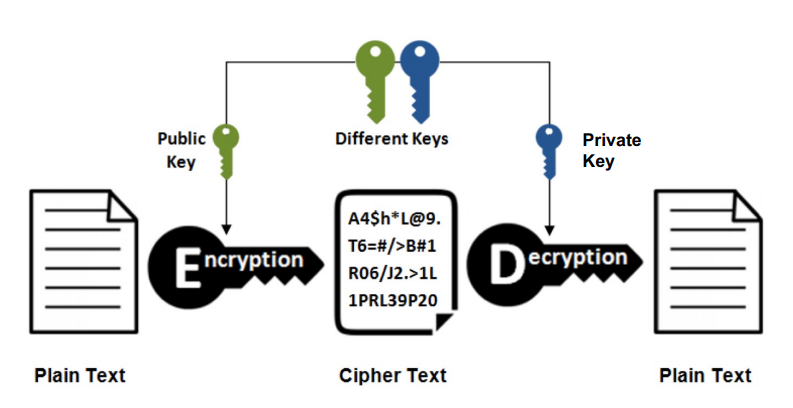 Public
Key
Different Keys
Private
Key
Encryption
A4$h*L@9.
T6=#/>B#1
R06/J2.>1L
1PRL39P20
Decryption
Plain Text
Cipher Text
Plain Text